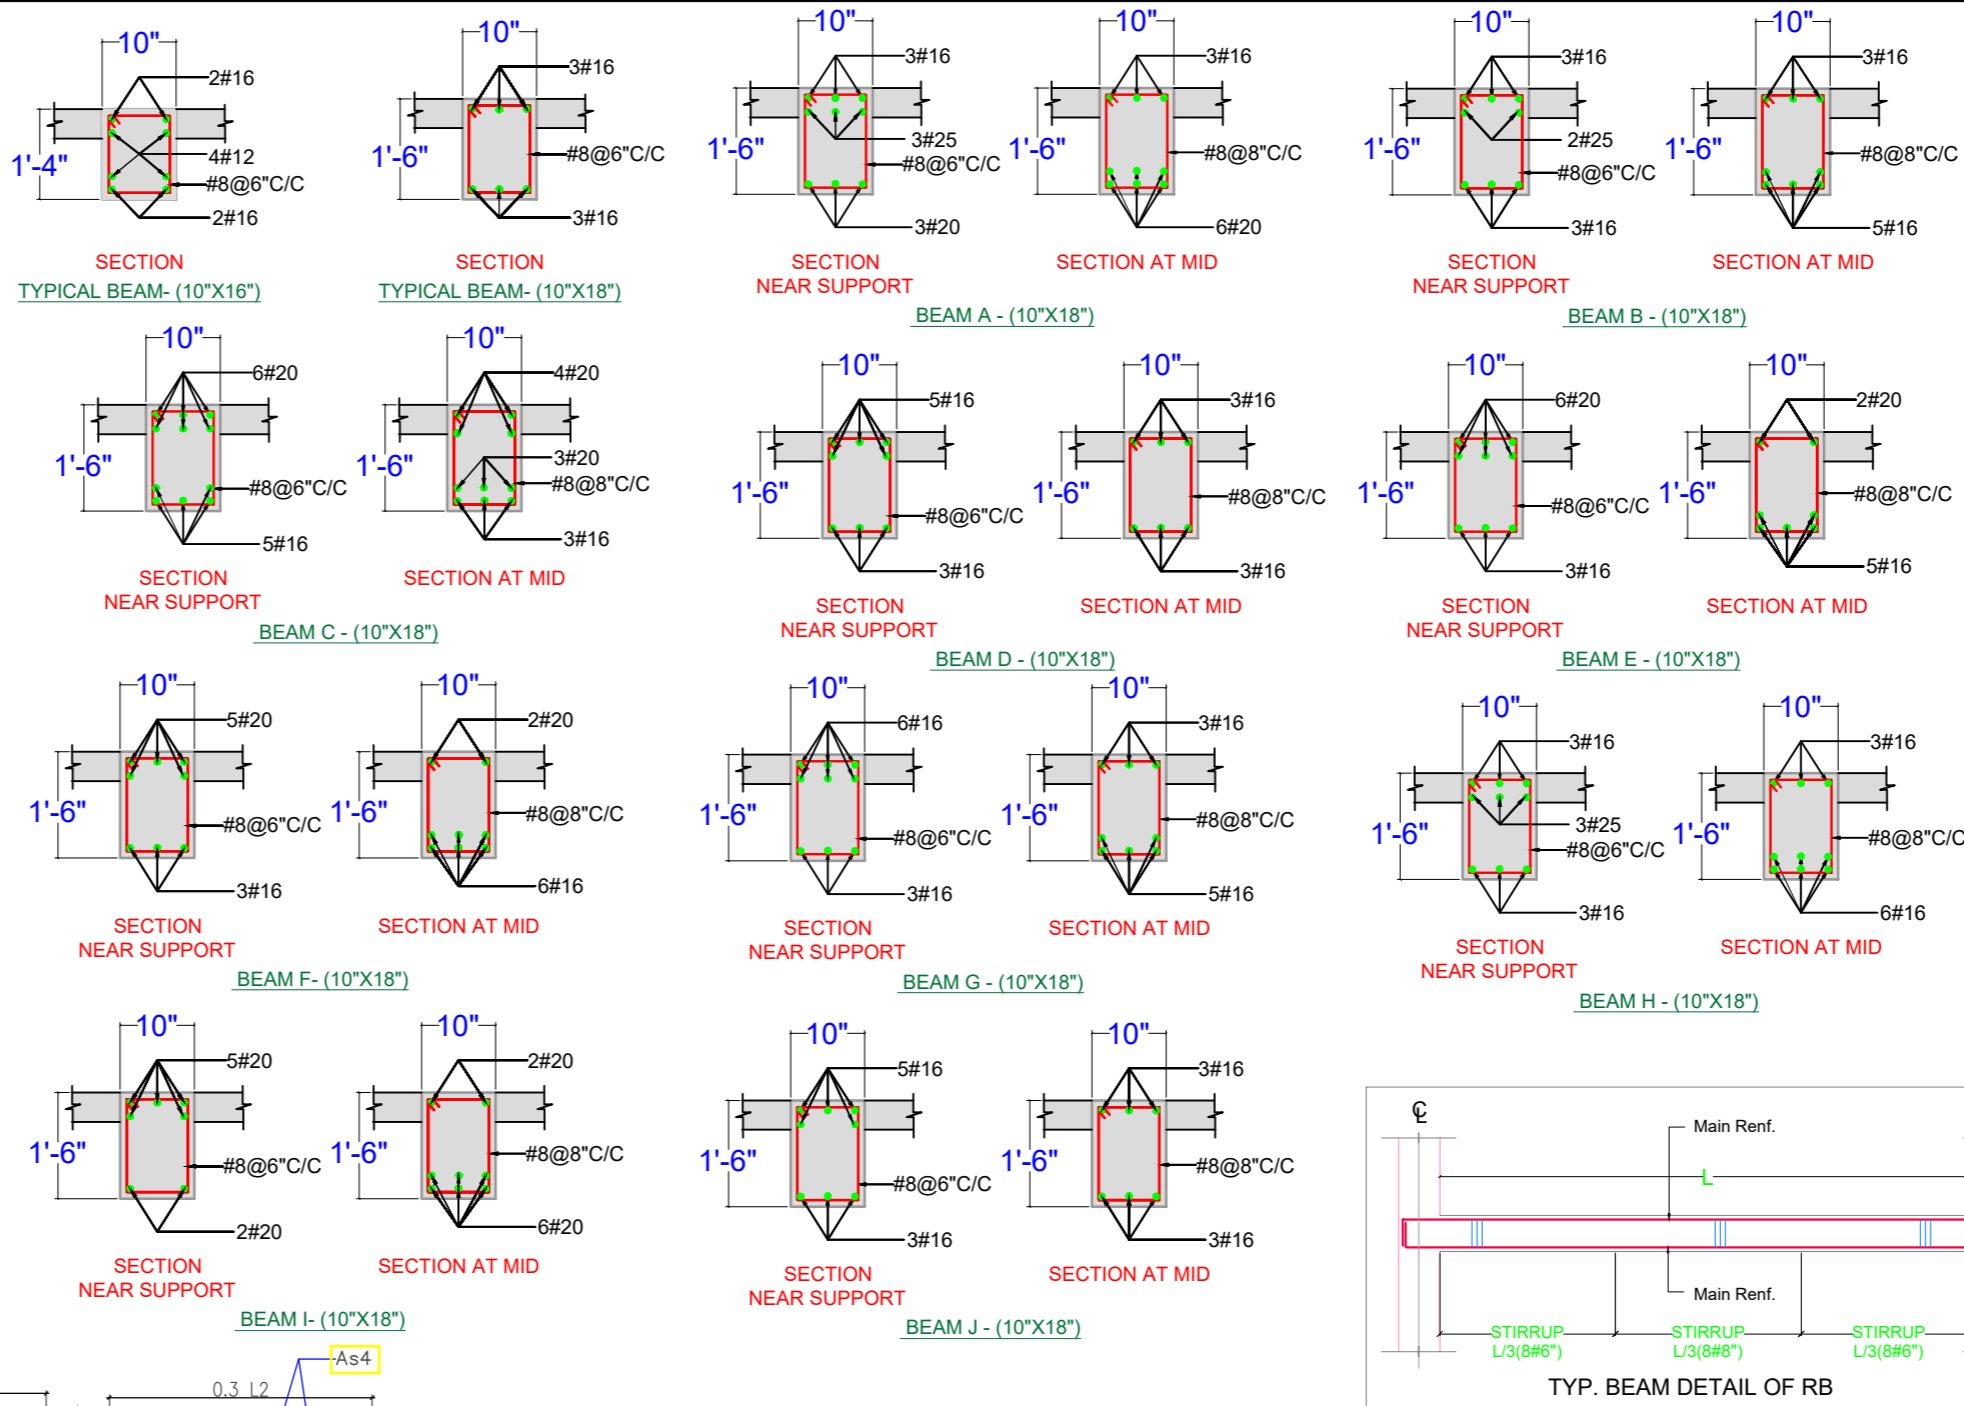 10"
2#16
1'-4"
4#12
#8@6"C/C
2#16
SECTION
TYPICAL BEAM- (10"X16")
10"
3#16
1'-6"
#8@6"C/C
3#16
SECTION
TYPICAL BEAM- (10"X18")
10"
3#16
1'-6"
3#25
#8@6"C/C
3#20
SECTION
NEAR SUPPORT
10"
3#16
1'-6"
#8@8"C/C
6#20
SECTION AT MID
BEAM A - (10"X18")
10"
3#16
1'-6"
2#25
#8@6"C/C
3#16
SECTION
NEAR SUPPORT
10"
3#16
1'-6"
#8@8"C/C
5#16
SECTION AT MID
BEAM B - (10"X18")
10"
6#20
1'-6"
#8@6"C/C
5#16
SECTION
NEAR SUPPORT
10"
4#20
1'-6"
3#20
#8@8"C/C
3#16
SECTION AT MID
BEAM C - (10"X18")
10"
5#16
1'-6"
#8@6"C/C
3#16
SECTION
NEAR SUPPORT
10"
3#16
1'-6"
#8@8"C/C
3#16
SECTION AT MID
BEAM D - (10"X18")
10"
6#20
1'-6"
#8@6"C/C
3#16
SECTION
NEAR SUPPORT
10"
2#20
1'-6"
#8@8"C/C
5#16
SECTION AT MID
BEAM E - (10"X18")
10"
5#20
1'-6"
#8@6"C/C
3#16
SECTION
NEAR SUPPORT
10"
2#20
1'-6"
#8@8"C/C
6#16
SECTION AT MID
BEAM F- (10"X18")
10"
6#16
1'-6"
#8@6"C/C
3#16
SECTION
NEAR SUPPORT
10"
3#16
1'-6"
#8@8"C/C
5#16
SECTION AT MID
BEAM G - (10"X18")
10"
3#16
1'-6"
3#25
#8@6"C/C
3#16
SECTION
NEAR SUPPORT
10"
3#16
1'-6"
#8@8"C/C
6#16
SECTION AT MID
BEAM H - (10"X18")
10"
5#20
1'-6"
#8@6"C/C
2#20
SECTION
NEAR SUPPORT
10"
2#20
1'-6"
#8@8"C/C
6#20
SECTION AT MID
BEAM I- (10"X18")
10"
5#16
1'-6"
#8@6"C/C
3#16
SECTION
NEAR SUPPORT
10"
3#16
1'-6"
#8@8"C/C
3#16
SECTION AT MID
BEAM J - (10"X18")
℄
Main Renf.
L
Main Renf.
STIRRUP
L/3(8#6")
STIRRUP
L/3(8#8")
STIRRUP
L/3(8#6")
TYP. BEAM DETAIL OF RB
As4
0.3 L2